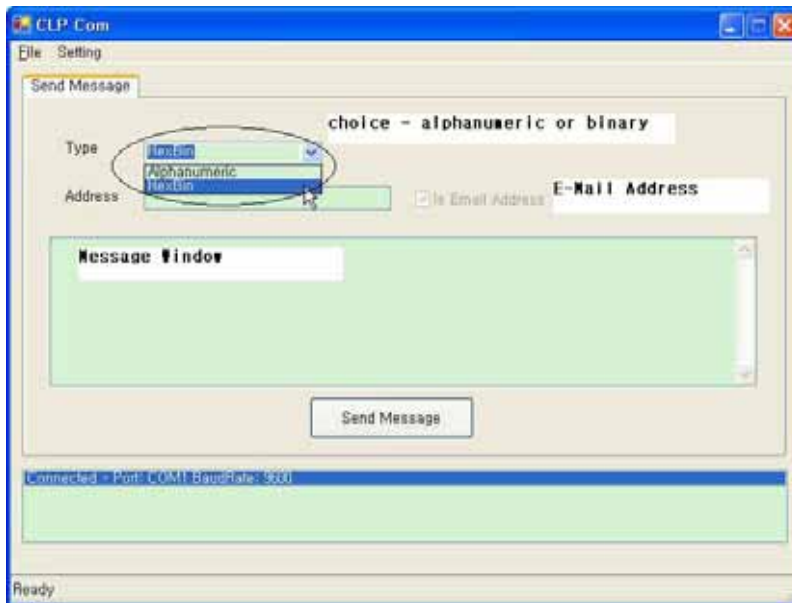 CLP Com
File Setting
Send Message
choice - alphanumeric or binary
Type HexBin
Alphanumeric
HexBin
Address
Is Email Address
E-Mail Address
Message Window
Send Message
Connected - Port: COM1 BaudRate: 9600
Ready